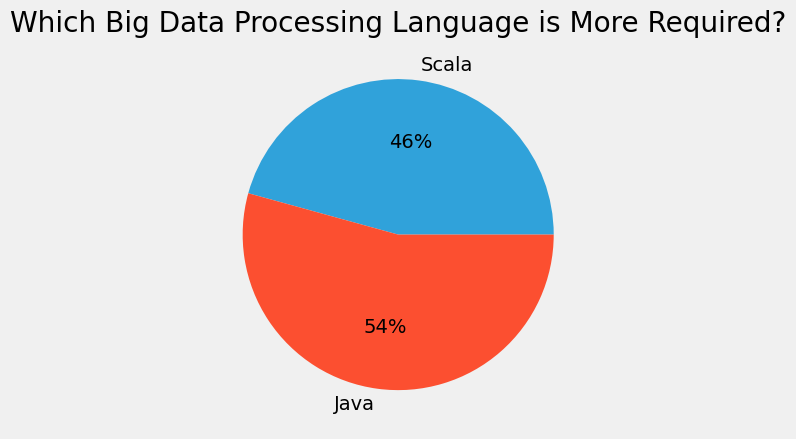 Which Big Data Processing Language is More Required?
Scala
46%
54%
Java